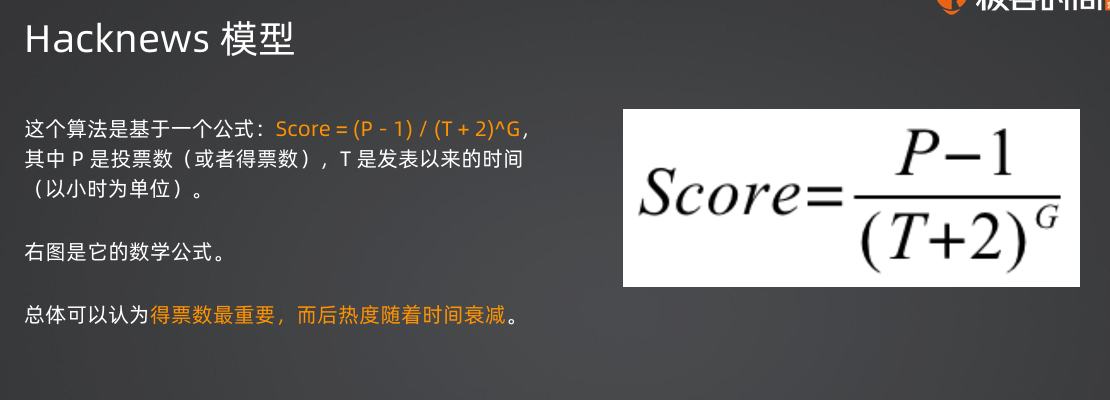 Hacknews 模型
这个算法是基于一个公式：Score = (P - 1) / (T + 2)^G，
其中 P 是投票数（或者得票数），T 是发表以来的时间
（以小时为单位）。
右图是它的数学公式。
总体可以认为得票数最重要，而后热度随着时间衰减。
Score=
P−1
(T+2)G